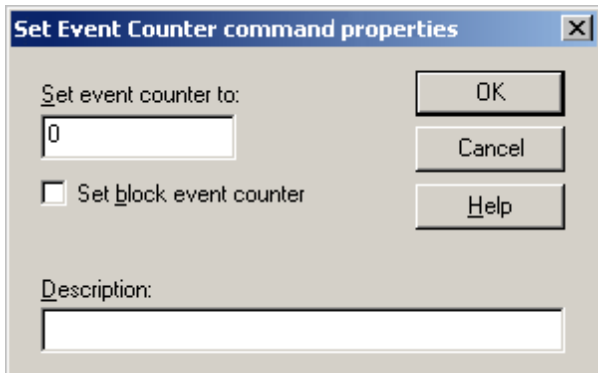 Set Event Counter command properties
Set event counter to:
OK
0
Cancel
Set block event counter
Help
Description: